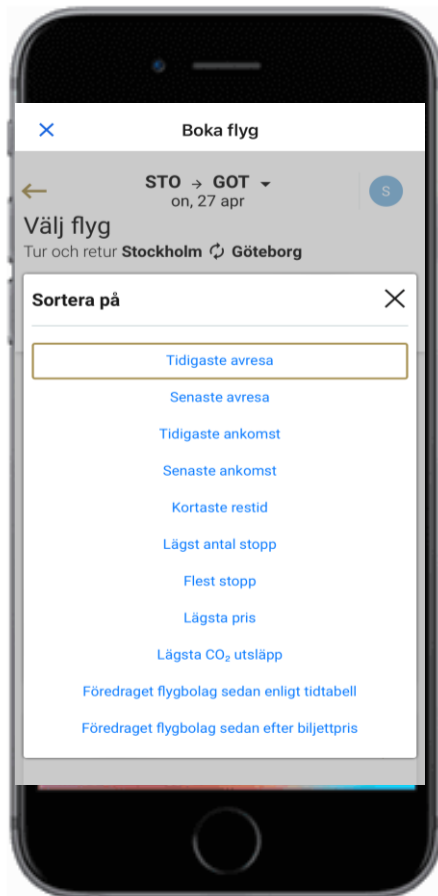 Boka flyg
STO → GOT
on, 27 apr
S
Välj flyg
Tur och retur Stockholm Göteborg
Sortera på
Tidigaste avresa
Senaste avresa
Tidigaste ankomst
Senaste ankomst
Kortaste restid
Lägst antal stopp
Flest stopp
Lägsta pris
Lägsta CO₂ utsläpp
Föredraget flygbolag sedan enligt tidtabell
Föredraget flygbolag sedan efter biljettpris